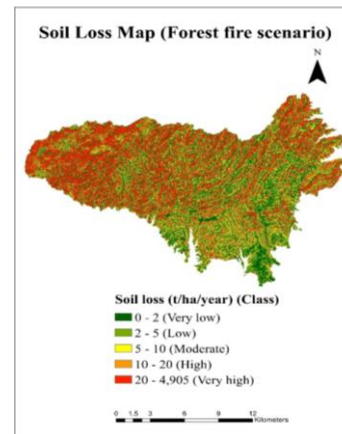 Soil Loss Map (Forest fire scenario)
N
Soil loss (t/ha/year) (Class)
0 - 2 (Very low)
2 - 5 (Low)
5 - 10 (Moderate)
10 - 20 (High)
20 - 4,905 (Very high)
0 1.5 3 6 9 12
Kilometers